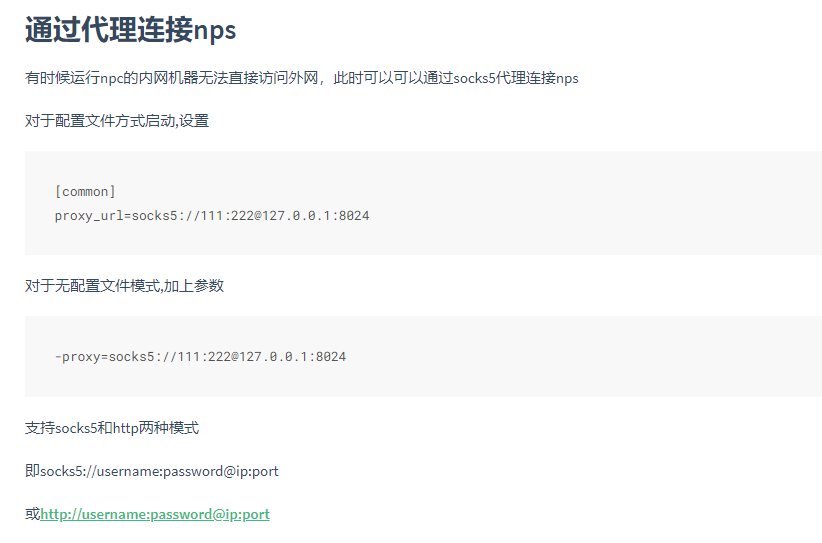 通过代理连接nps
有时候运行npc的内网机器无法直接访问外网，此时可以可以通过socks5代理连接nps
对于配置文件方式启动,设置
[common]
proxy_url=socks5://111:222@127.0.0.1:8024
对于无配置文件模式,加上参数
-proxy=socks5://111:222@127.0.0.1:8024
支持socks5和http两种模式
即socks5://username:password@ip:port
或http://username:password@ip:port